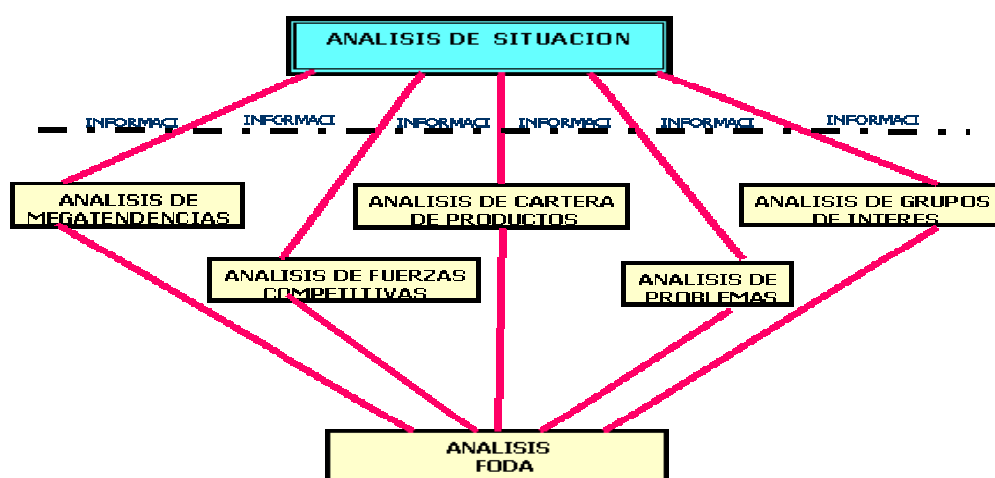 ANALISIS DE SITUACION
INFORMACI
INFORMACI
INFORMACI
INFORMACI
INFORMACI
INFORMACI
ANALISIS DE
MEGATENDENCIAS
ANALISIS DE CARTERA
DE PRODUCTOS
ANALISIS DE GRUPOS
DE INTERES
ANALISIS DE FUERZAS
COMPETITIVAS
ANALISIS DE
PROBLEMAS
ANALISIS
FODA